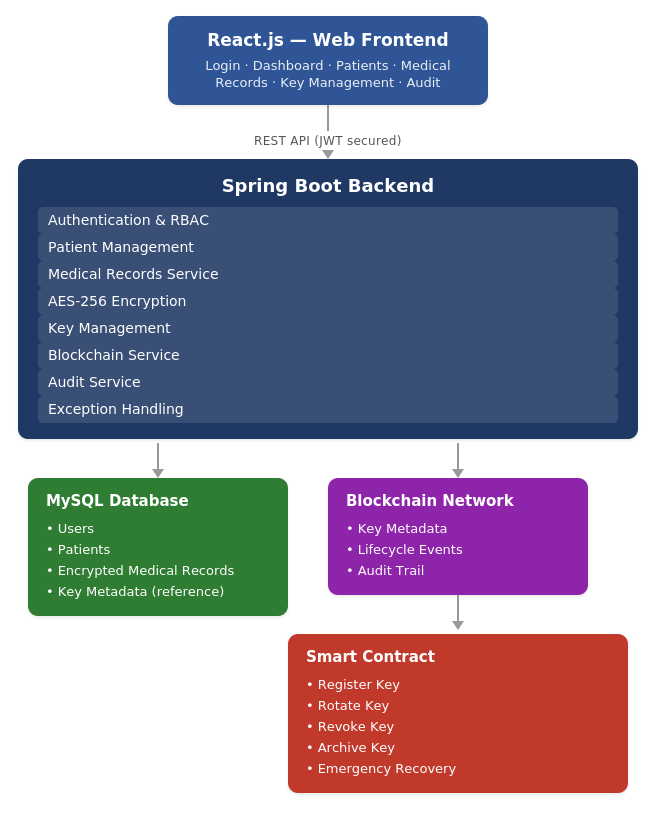 React.js — Web Frontend
Login · Dashboard · Patients · Medical
Records · Key Management · Audit
REST API (JWT secured)
Spring Boot Backend
Authentication & RBAC
Patient Management
Medical Records Service
AES-256 Encryption
Key Management
Blockchain Service
Audit Service
Exception Handling
MySQL Database
• Users
• Patients
• Encrypted Medical Records
• Key Metadata (reference)
Blockchain Network
• Key Metadata
• Lifecycle Events
• Audit Trail
Smart Contract
• Register Key
• Rotate Key
• Revoke Key
• Archive Key
• Emergency Recovery